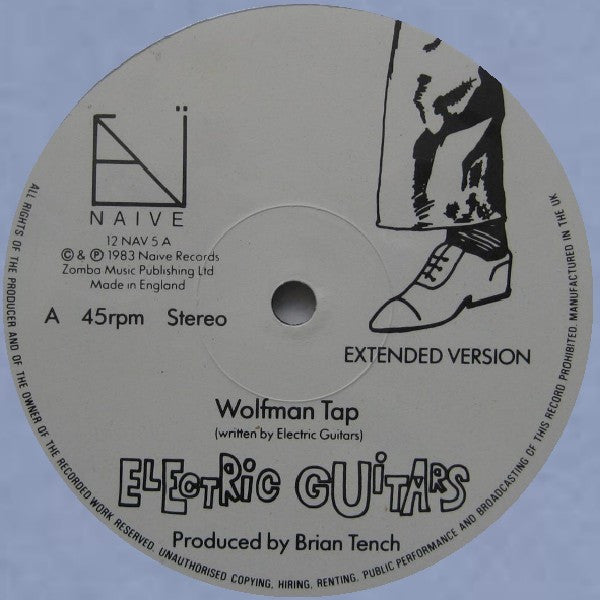 NAIVE
12 NAV 5 A
© & ℗ 1983 Naive Records
Zomba Music Publishing Ltd
Made in England
A 45rpm Stereo
EXTENDED VERSION
Wolfman Tap
(written by Electric Guitars)
ELECTRIC GUITARS
Produced by Brian Tench
ALL RIGHTS OF THE PRODUCER AND OF THE OWNER OF THE RECORDED WORK RESERVED. UNAUTHORISED COPYING, HIRING, RENTING, PUBLIC PERFORMANCE AND BROADCASTING OF THIS RECORD PROHIBITED. MANUFACTURED IN THE UK